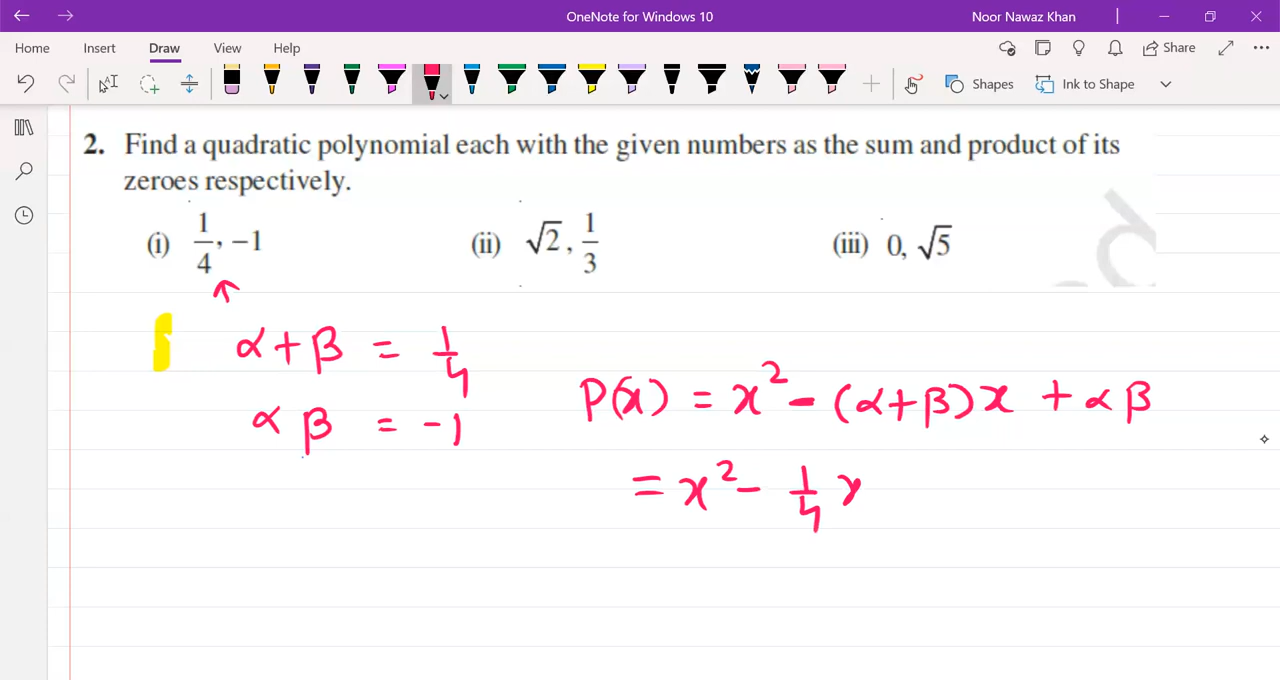 OneNote for Windows 10
Noor Nawaz Khan
Home Insert Draw View Help
Share
Shapes Ink to Shape
2. Find a quadratic polynomial each with the given numbers as the sum and product of its
zeroes respectively.
(i) 1/4, −1 (ii) √2, 1/3 (iii) 0, √5
α + β = 1/4
P(x) = x² - (α+β)x + αβ
α β = -1
= x² - 1/4 x